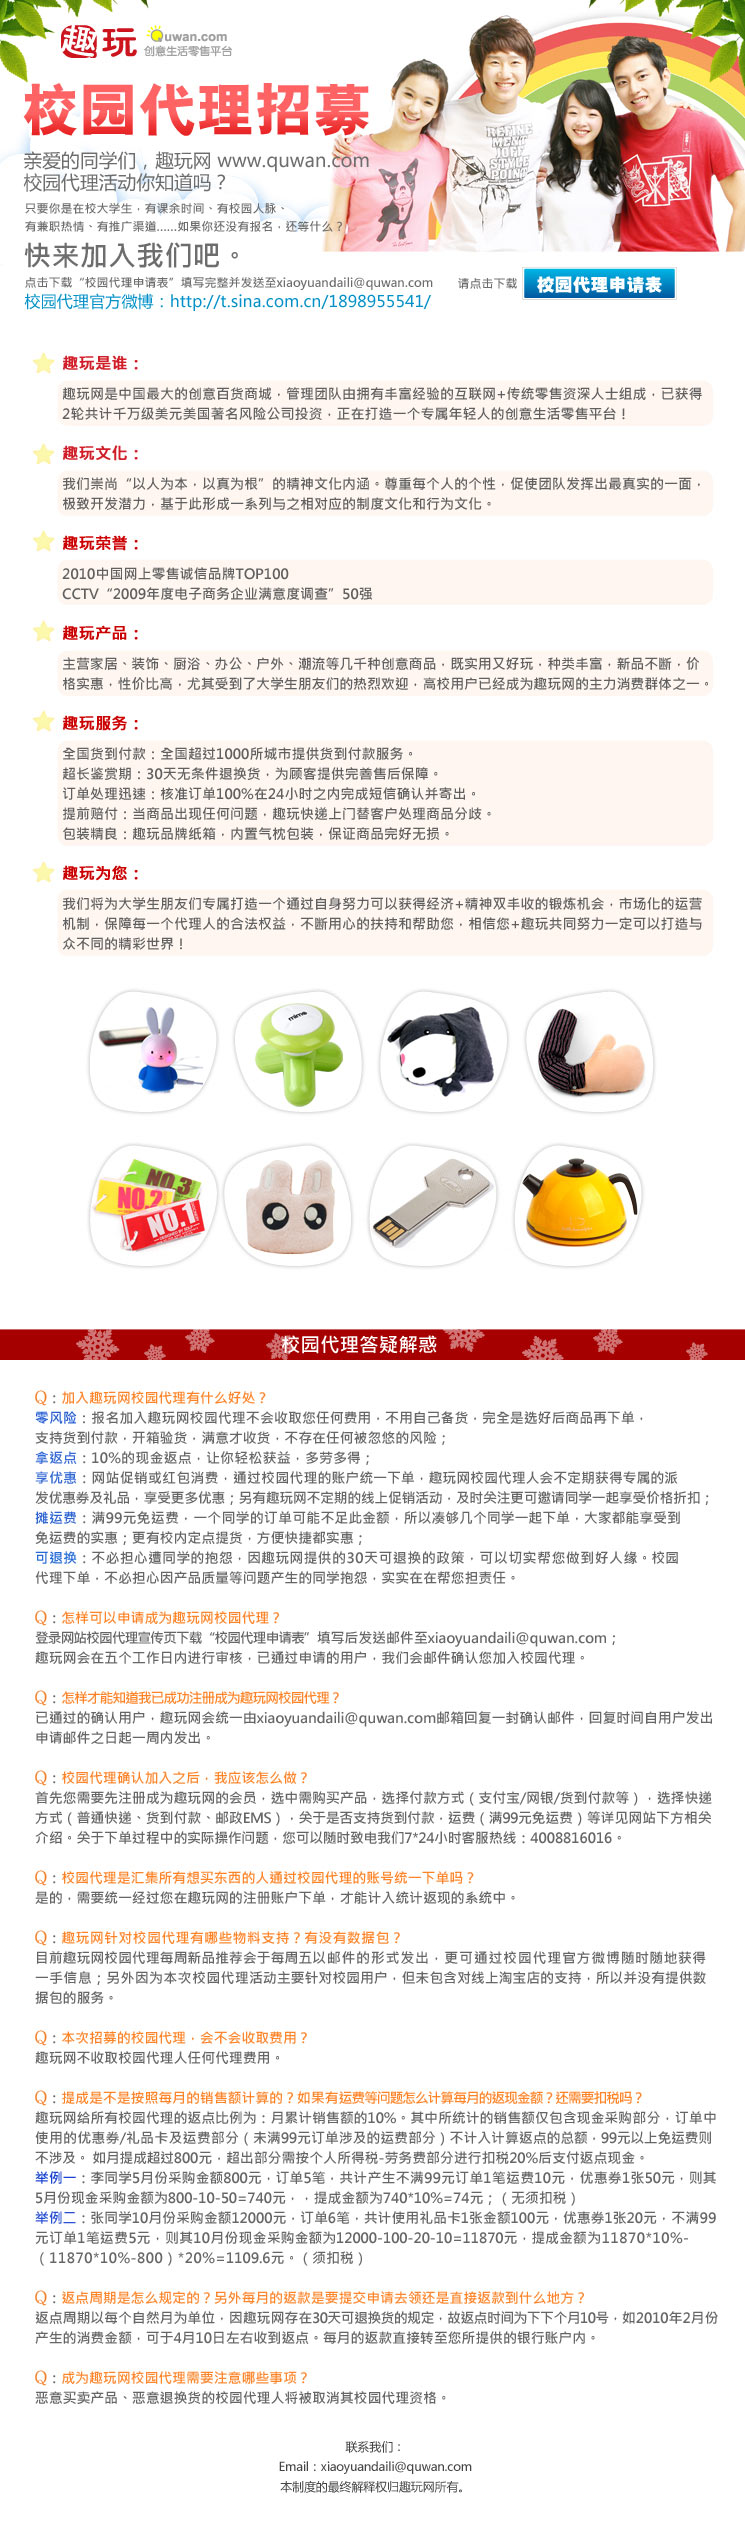 趣玩 Quwan.com
创意生活零售平台
校园代理招募
亲爱的同学们，趣玩网 www.quwan.com
校园代理活动你知道吗？
只要你是在校大学生，有课余时间、有校园人脉、
有兼职热情、有推广渠道......如果你还没有报名，还等什么？
快来加入我们吧。
点击下载“校园代理申请表”填写完整并发送至xiaoyuandaili@quwan.com 请点击下载 校园代理申请表
校园代理官方微博：http://t.sina.com.cn/1898955541/
趣玩是谁：
趣玩网是中国最大的创意百货商城，管理团队由拥有丰富经验的互联网+传统零售资深人士组成，已获得
2轮共计千万级美元美国著名风险公司投资，正在打造一个专属年轻人的创意生活零售平台！
趣玩文化：
我们崇尚“以人为本，以真为根”的精神文化内涵。尊重每个人的个性，促使团队发挥出最真实的一面，
极致开发潜力，基于此形成一系列与之相对应的制度文化和行为文化。
趣玩荣誉：
2010中国网上零售诚信品牌TOP100
CCTV“2009年度电子商务企业满意度调查”50强
趣玩产品：
主营家居、装饰、厨浴、办公、户外、潮流等几千种创意商品，既实用又好玩，种类丰富，新品不断，价
格实惠，性价比高，尤其受到了大学生朋友们的热烈欢迎，高校用户已经成为趣玩网的主力消费群体之一。
趣玩服务：
全国货到付款：全国超过1000所城市提供货到付款服务。
超长鉴赏期：30天无条件退换货，为顾客提供完善售后保障。
订单处理迅速：核准订单100%在24小时之内完成短信确认并寄出。
提前赔付：当商品出现任何问题，趣玩快递上门替客户处理商品分歧。
包装精良：趣玩品牌纸箱，内置气枕包装，保证商品完好无损。
趣玩为您：
我们将为大学生朋友们专属打造一个通过自身努力可以获得经济+精神双丰收的锻炼机会，市场化的运营
机制，保障每一个代理人的合法权益，不断用心的扶持和帮助您，相信您+趣玩共同努力一定可以打造与
众不同的精彩世界！
mimo
NO.3
NO.2
NO.1
校园代理答疑解惑
Q：加入趣玩网校园代理有什么好处？
零风险：报名加入趣玩网校园代理不会收取您任何费用，不用自己备货，完全是选好后商品再下单，
支持货到付款，开箱验货，满意才收货，不存在任何被忽悠的风险；
拿返点：10%的现金返点，让你轻松获益，多劳多得；
享优惠：网站促销或红包消费，通过校园代理的账户统一下单，趣玩网校园代理人会不定期获得专属的派
发优惠券及礼品，享受更多优惠；另有趣玩网不定期的线上促销活动，及时关注更可邀请同学一起享受价格折扣；
摊运费：满99元免运费，一个同学的订单可能不足此金额，所以凑够几个同学一起下单，大家都能享受到
免运费的实惠；更有校内定点提货，方便快捷都实惠；
可退换：不必担心遭同学的抱怨，因趣玩网提供的30天可退换的政策，可以切实帮您做到好人缘。校园
代理下单，不必担心因产品质量等问题产生的同学抱怨，实实在在帮您担责任。
Q：怎样可以申请成为趣玩网校园代理？
登录网站校园代理宣传页下载“校园代理申请表”填写后发送邮件至xiaoyuandaili@quwan.com；
趣玩网会在五个工作日内进行审核，已通过申请的用户，我们会邮件确认您加入校园代理。
Q：怎样才能知道我已成功注册成为趣玩网校园代理？
已通过的确认用户，趣玩网会统一由xiaoyuandaili@quwan.com邮箱回复一封确认邮件，回复时间自用户发出
申请邮件之日起一周内发出。
Q：校园代理确认加入之后，我应该怎么做？
首先您需要先注册成为趣玩网的会员，选中需购买产品，选择付款方式（支付宝/网银/货到付款等），选择快递
方式（普通快递、货到付款、邮政EMS），关于是否支持货到付款，运费（满99元免运费）等详见网站下方相关
介绍。关于下单过程中的实际操作问题，您可以随时致电我们7*24小时客服热线：4008816016。
Q：校园代理是汇集所有想买东西的人通过校园代理的账号统一下单吗？
是的，需要统一经过您在趣玩网的注册账户下单，才能计入统计返现的系统中。
Q：趣玩网针对校园代理有哪些物料支持？有没有数据包？
目前趣玩网校园代理每周新品推荐会于每周五以邮件的形式发出，更可通过校园代理官方微博随时随地获得
一手信息；另外因为本次校园代理活动主要针对校园用户，但未包含对线上淘宝店的支持，所以并没有提供数
据包的服务。
Q：本次招募的校园代理，会不会收取费用？
趣玩网不收取校园代理人任何代理费用。
Q：提成是不是按照每月的销售额计算的？如果有运费等问题怎么计算每月的返现金额？还需要扣税吗？
趣玩网给所有校园代理的返点比例为：月累计销售额的10%。其中所统计的销售额仅包含现金采购部分，订单中
使用的优惠券/礼品卡及运费部分（未满99元订单涉及的运费部分）不计入计算返点的总额，99元以上免运费则
不涉及。如月提成超过800元，超出部分需按个人所得税-劳务费部分进行扣税20%后支付返点现金。
举例一：李同学5月份采购金额800元，订单5笔，共计产生不满99元订单1笔运费10元，优惠券1张50元，则其
5月份现金采购金额为800-10-50=740元，，提成金额为740*10%=74元；（无须扣税）
举例二：张同学10月份采购金额12000元，订单6笔，共计使用礼品卡1张金额100元，优惠券1张20元，不满99
元订单1笔运费5元，则其10月份现金采购金额为12000-100-20-10=11870元，提成金额为11870*10%-
（11870*10%-800）*20%=1109.6元。（须扣税）
Q：返点周期是怎么规定的？另外每月的返款是要提交申请去领还是直接返款到什么地方？
返点周期以每个自然月为单位，因趣玩网存在30天可退换货的规定，故返点时间为下下个月10号，如2010年2月份
产生的消费金额，可于4月10日左右收到返点。每月的返款直接转至您所提供的银行账户内。
Q：成为趣玩网校园代理需要注意哪些事项？
恶意买卖产品、恶意退换货的校园代理人将被取消其校园代理资格。
联系我们：
Email：xiaoyuandaili@quwan.com
本制度的最终解释权归趣玩网所有。